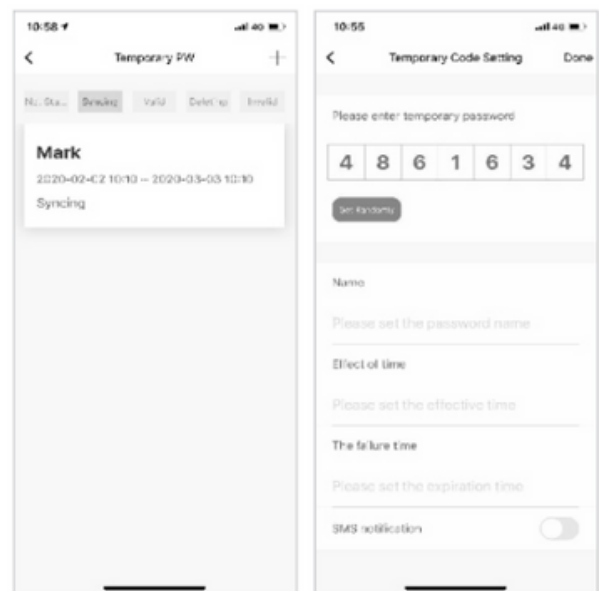 10:58
4G
Temporary PW
Syncing Valid Deleting Invalid
Mark
2020-02-02 10:10 -- 2020-03-03 10:10
Syncing
10:55
4G
Temporary Code Setting Done
Please enter temporary password
4 8 6 1 6 3 4
Set Randomly
Name
Please set the password name
Effect of time
Please set the effective time
The failure time
Please set the expiration time
SMS notification